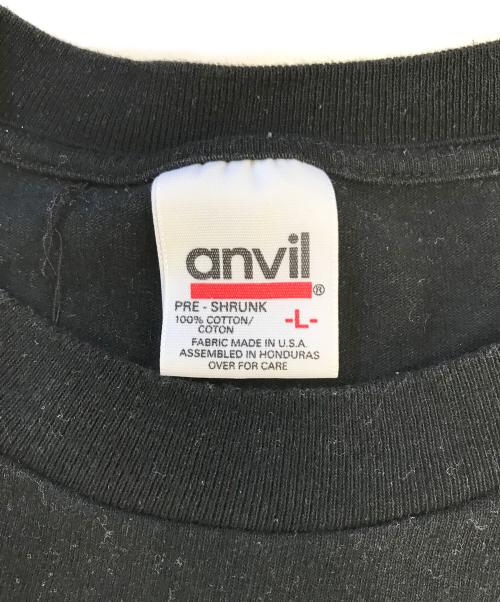 anvil
®
PRE - SHRUNK
100% COTTON/
COTON
-L-
FABRIC MADE IN U.S.A.
ASSEMBLED IN HONDURAS
OVER FOR CARE